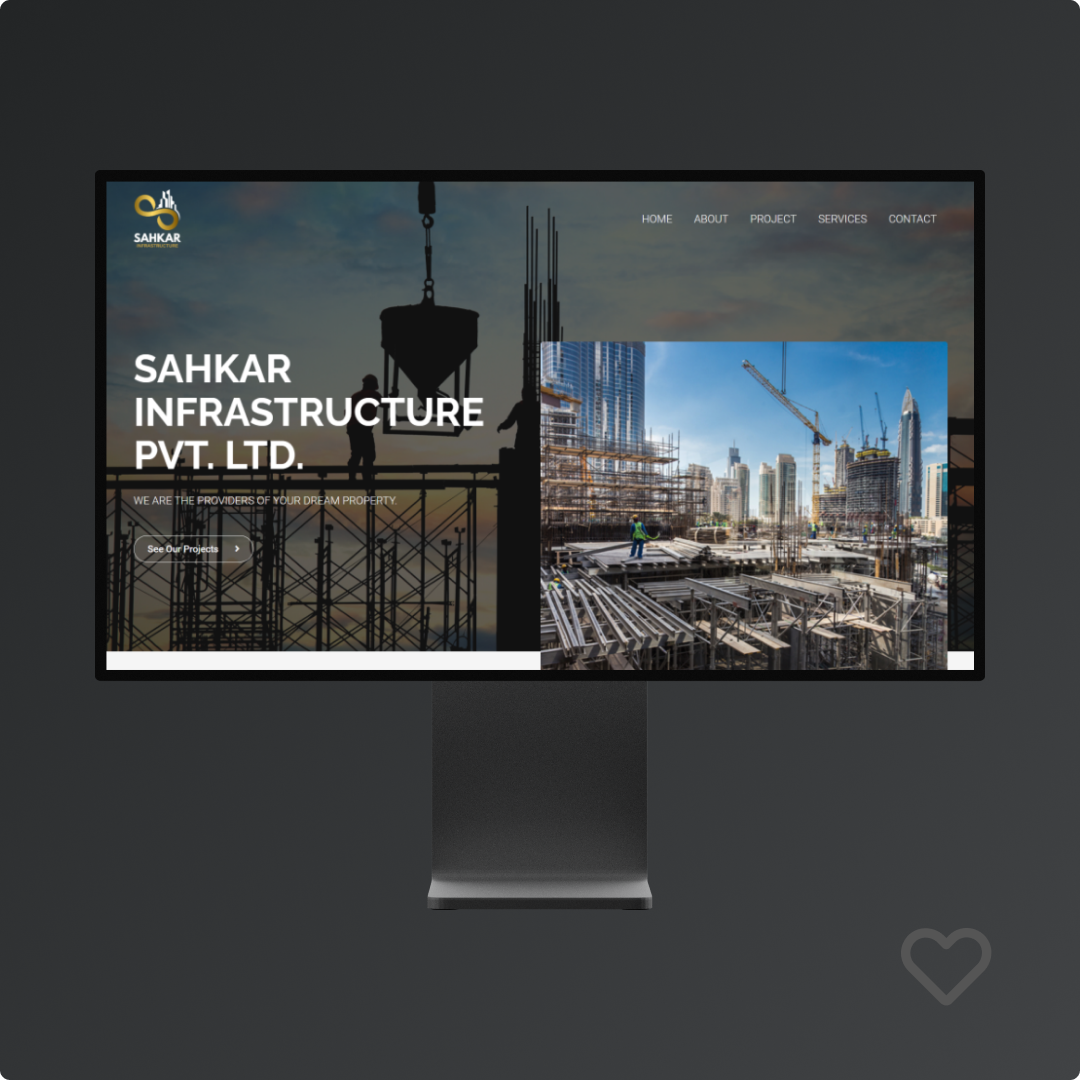 SAHKAR
INFRASTRUCTURE
HOME ABOUT PROJECT SERVICES CONTACT
SAHKAR
INFRASTRUCTURE
PVT. LTD.
WE ARE THE PROVIDERS OF YOUR DREAM PROPERTY.
See Our Projects